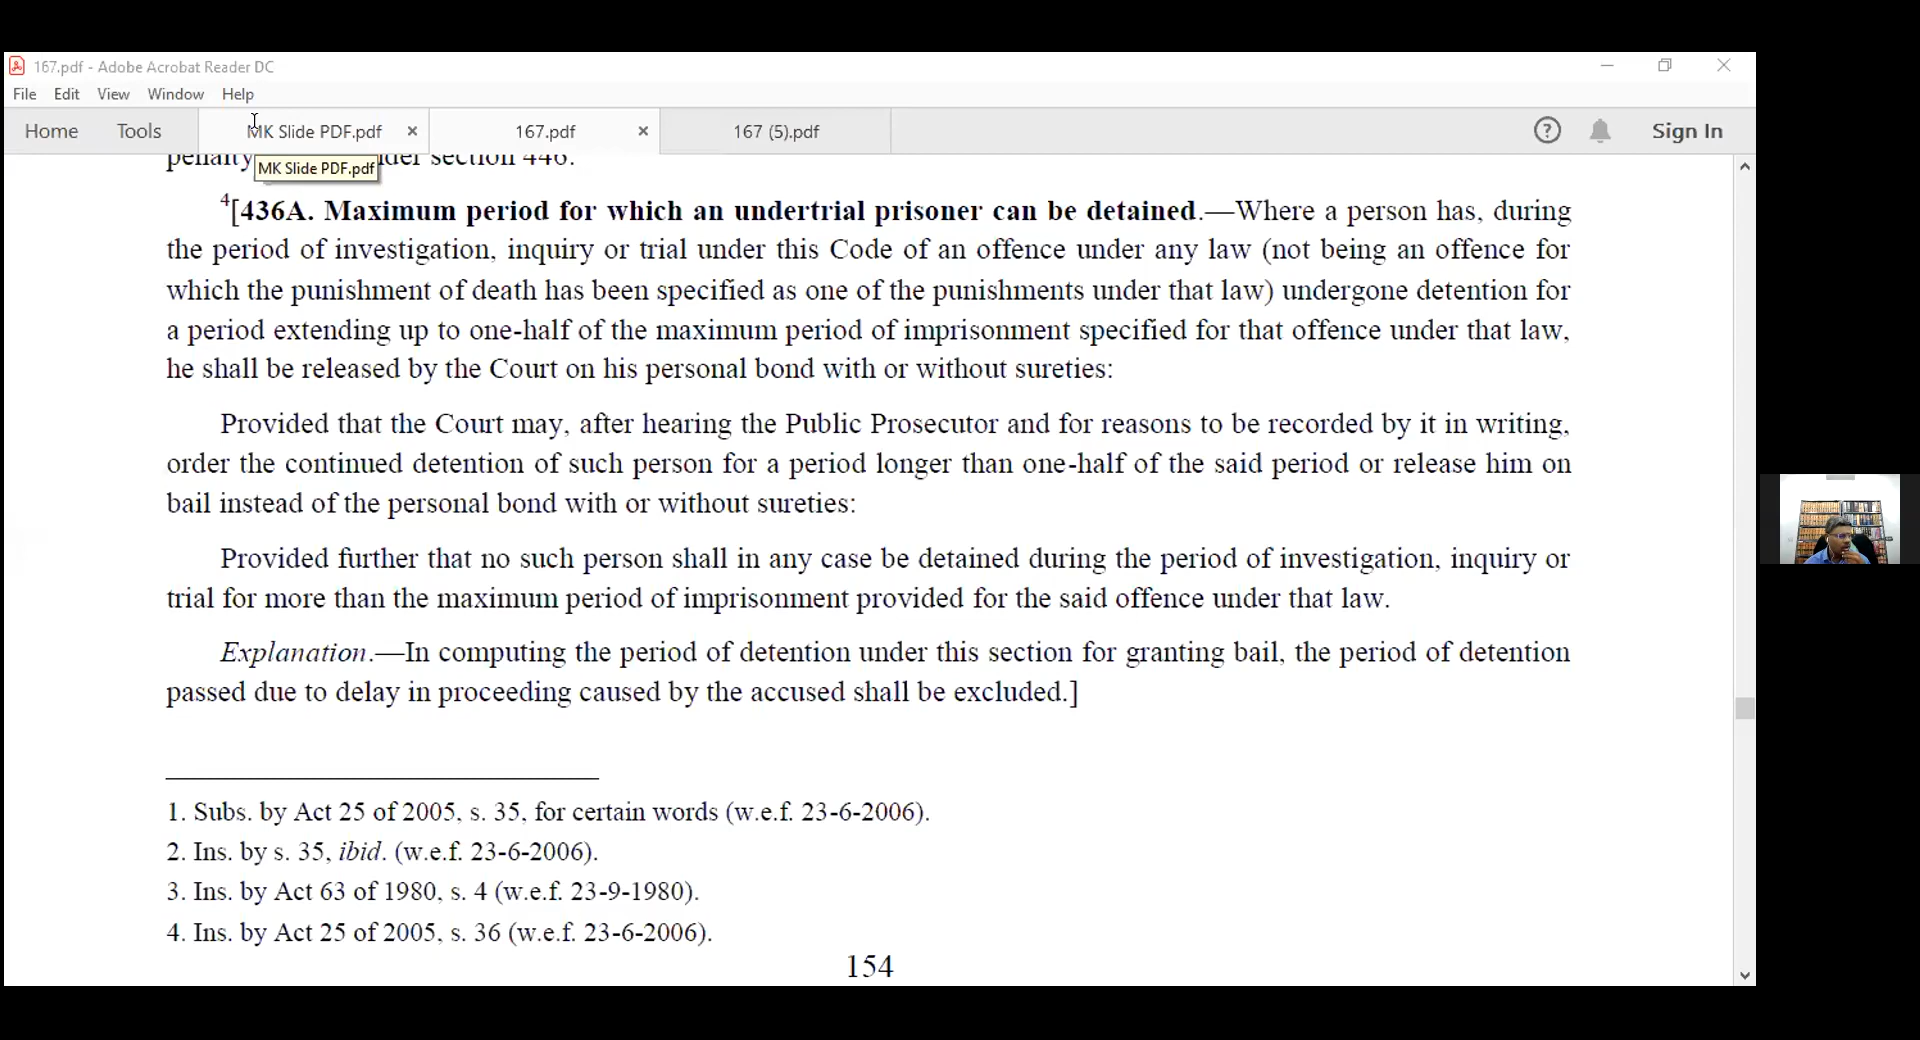 167.pdf - Adobe Acrobat Reader DC
File Edit View Window Help
Home Tools MK Slide PDF.pdf × 167.pdf × 167 (5).pdf ? Sign In
MK Slide PDF.pdf
penalty under section 446.
4[436A. Maximum period for which an undertrial prisoner can be detained.—Where a person has, during
the period of investigation, inquiry or trial under this Code of an offence under any law (not being an offence for
which the punishment of death has been specified as one of the punishments under that law) undergone detention for
a period extending up to one-half of the maximum period of imprisonment specified for that offence under that law,
he shall be released by the Court on his personal bond with or without sureties:
Provided that the Court may, after hearing the Public Prosecutor and for reasons to be recorded by it in writing,
order the continued detention of such person for a period longer than one-half of the said period or release him on
bail instead of the personal bond with or without sureties:
Provided further that no such person shall in any case be detained during the period of investigation, inquiry or
trial for more than the maximum period of imprisonment provided for the said offence under that law.
Explanation.—In computing the period of detention under this section for granting bail, the period of detention
passed due to delay in proceeding caused by the accused shall be excluded.]
1. Subs. by Act 25 of 2005, s. 35, for certain words (w.e.f. 23-6-2006).
2. Ins. by s. 35, ibid. (w.e.f. 23-6-2006).
3. Ins. by Act 63 of 1980, s. 4 (w.e.f. 23-9-1980).
4. Ins. by Act 25 of 2005, s. 36 (w.e.f. 23-6-2006).
154